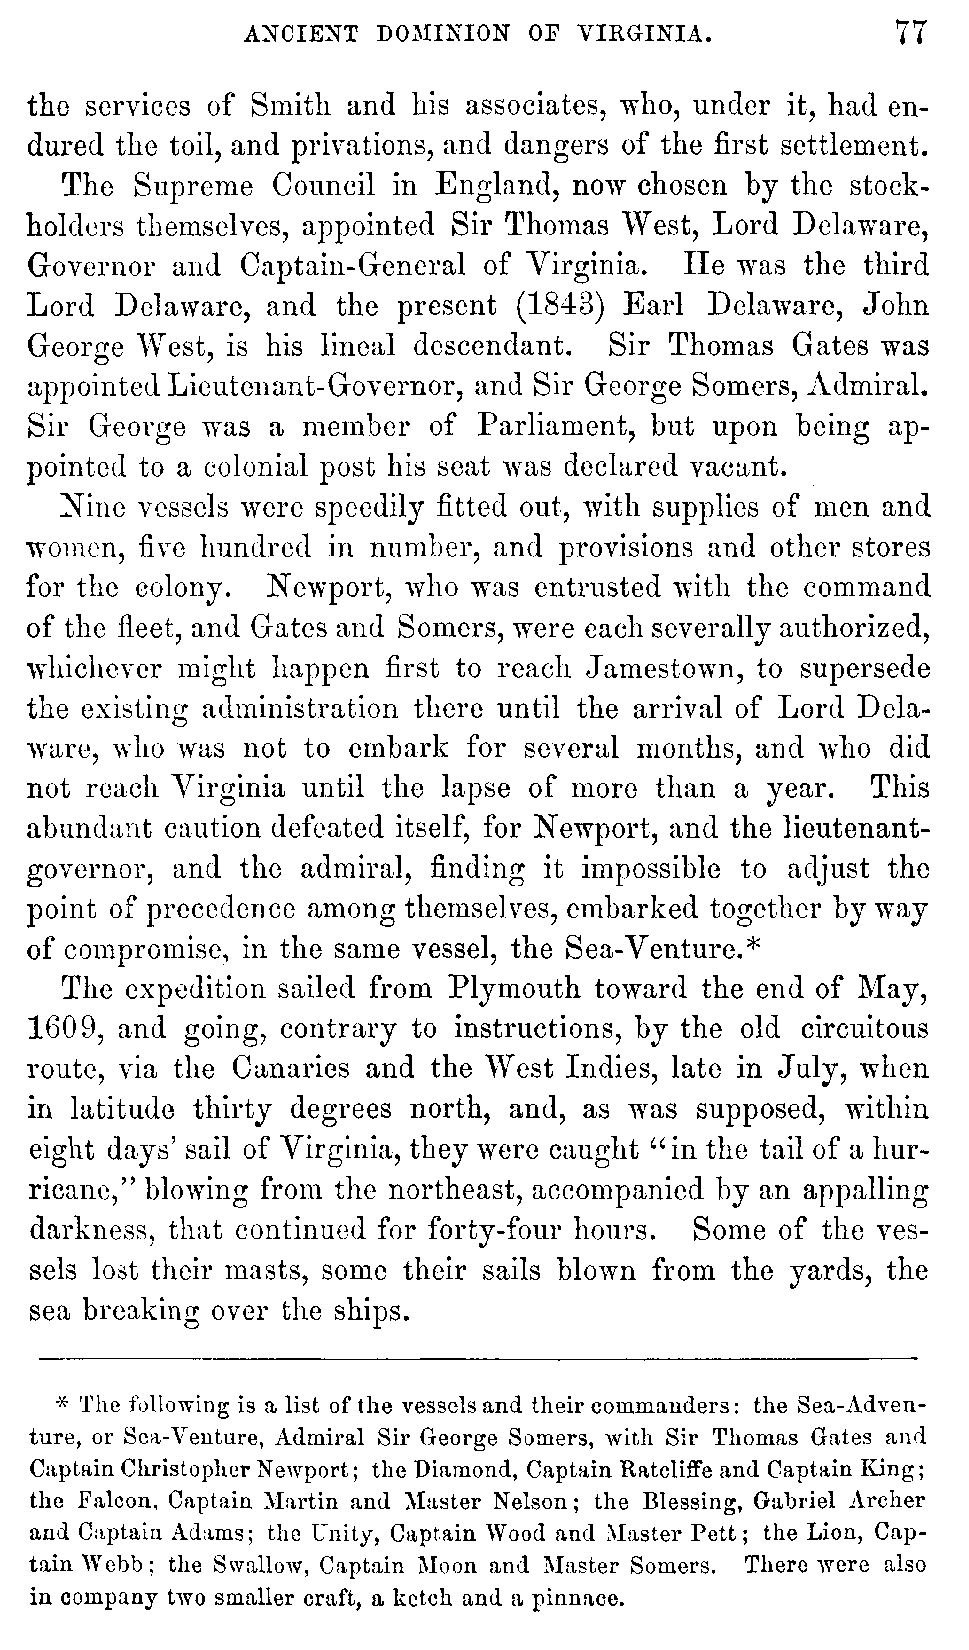 ANCIENT DOMINION OF VIRGINIA. 77
the services of Smith and his associates, who, under it, had en-
dured the toil, and privations, and dangers of the first settlement.
The Supreme Council in England, now chosen by the stock-
holders themselves, appointed Sir Thomas West, Lord Delaware,
Governor and Captain-General of Virginia. He was the third
Lord Delaware, and the present (1843) Earl Delaware, John
George West, is his lineal descendant. Sir Thomas Gates was
appointed Lieutenant-Governor, and Sir George Somers, Admiral.
Sir George was a member of Parliament, but upon being ap-
pointed to a colonial post his seat was declared vacant.
Nine vessels were speedily fitted out, with supplies of men and
women, five hundred in number, and provisions and other stores
for the colony. Newport, who was entrusted with the command
of the fleet, and Gates and Somers, were each severally authorized,
whichever might happen first to reach Jamestown, to supersede
the existing administration there until the arrival of Lord Dela-
ware, who was not to embark for several months, and who did
not reach Virginia until the lapse of more than a year. This
abundant caution defeated itself, for Newport, and the lieutenant-
governor, and the admiral, finding it impossible to adjust the
point of precedence among themselves, embarked together by way
of compromise, in the same vessel, the Sea-Venture.*
The expedition sailed from Plymouth toward the end of May,
1609, and going, contrary to instructions, by the old circuitous
route, via the Canaries and the West Indies, late in July, when
in latitude thirty degrees north, and, as was supposed, within
eight days' sail of Virginia, they were caught "in the tail of a hur-
ricane," blowing from the northeast, accompanied by an appalling
darkness, that continued for forty-four hours. Some of the ves-
sels lost their masts, some their sails blown from the yards, the
sea breaking over the ships.
* The following is a list of the vessels and their commanders: the Sea-Adven-
ture, or Sea-Venture, Admiral Sir George Somers, with Sir Thomas Gates and
Captain Christopher Newport; the Diamond, Captain Ratcliffe and Captain King;
the Falcon, Captain Martin and Master Nelson; the Blessing, Gabriel Archer
and Captain Adams; the Unity, Captain Wood and Master Pett; the Lion, Cap-
tain Webb; the Swallow, Captain Moon and Master Somers. There were also
in company two smaller craft, a ketch and a pinnace.